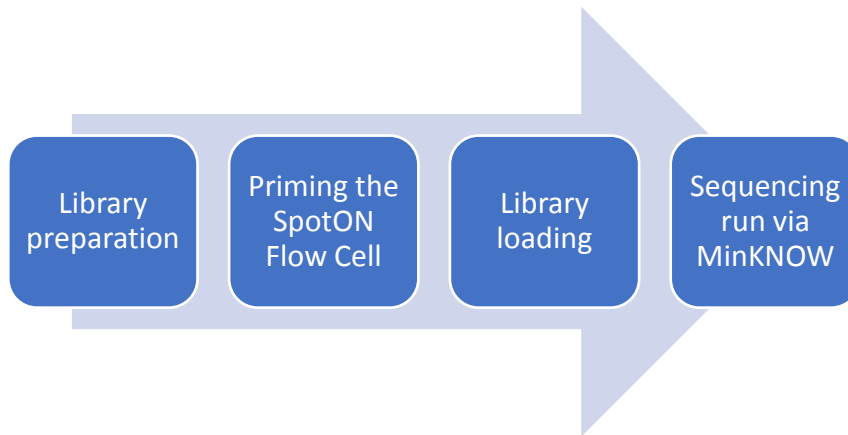 Library
preparation
Priming the
SpotON
Flow Cell
Library
loading
Sequencing
run via
MinKNOW